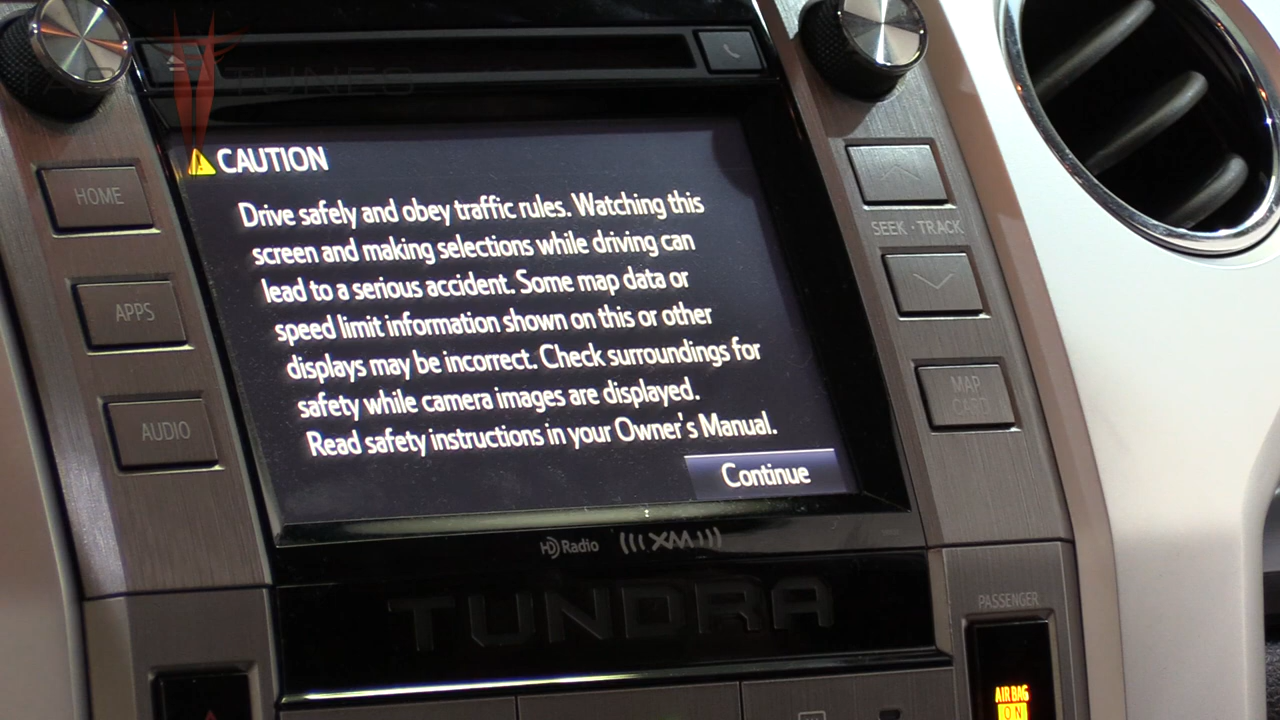 TUNES
CAUTION
Drive safely and obey traffic rules. Watching this
screen and making selections while driving can
lead to a serious accident. Some map data or
speed limit information shown on this or other
displays may be incorrect. Check surroundings for
safety while camera images are displayed.
Read safety instructions in your Owner's Manual.
Continue
HOME
APPS
AUDIO
SEEK · TRACK
MAP
CARD
HD Radio
((( XM )))
TUNDRA
PASSENGER
AIR BAG
ON